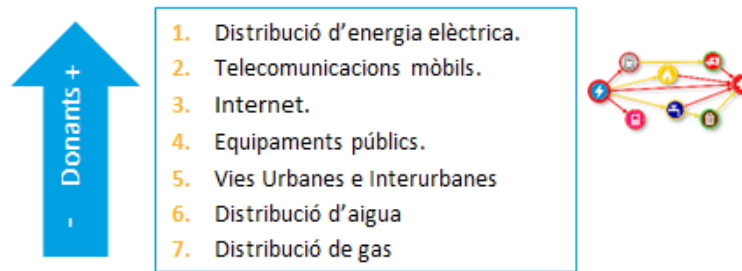 - Donants +
1. Distribució d'energia elèctrica.
2. Telecomunicacions mòbils.
3. Internet.
4. Equipaments públics.
5. Vies Urbanes e Interurbanes
6. Distribució d'aigua
7. Distribució de gas